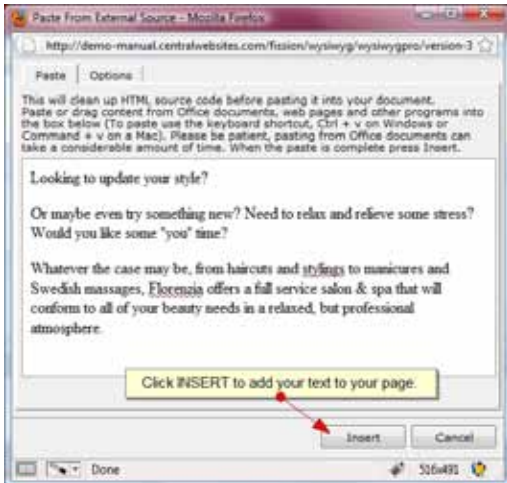 Paste From External Source - Mozilla Firefox
http://demo-manual.centralwebsites.com/fission/wysiwyg/wysiwygpro/version-3
Paste Options
This will clean up HTML source code before pasting it into your document.
Paste or drag content from Office documents, web pages and other programs into
the box below (To paste use the keyboard shortcut, Ctrl + v on Windows or
Command + v on a Mac). Please be patient, pasting from Office documents can
take a considerable amount of time. When the paste is complete press Insert.
Looking to update your style?
Or maybe even try something new? Need to relax and relieve some stress?
Would you like some "you" time?
Whatever the case may be, from haircuts and stylings to manicures and
Swedish massages, Florenzia offers a full service salon & spa that will
conform to all of your beauty needs in a relaxed, but professional
atmosphere.
Click INSERT to add your text to your page.
Insert Cancel
Done 516x491